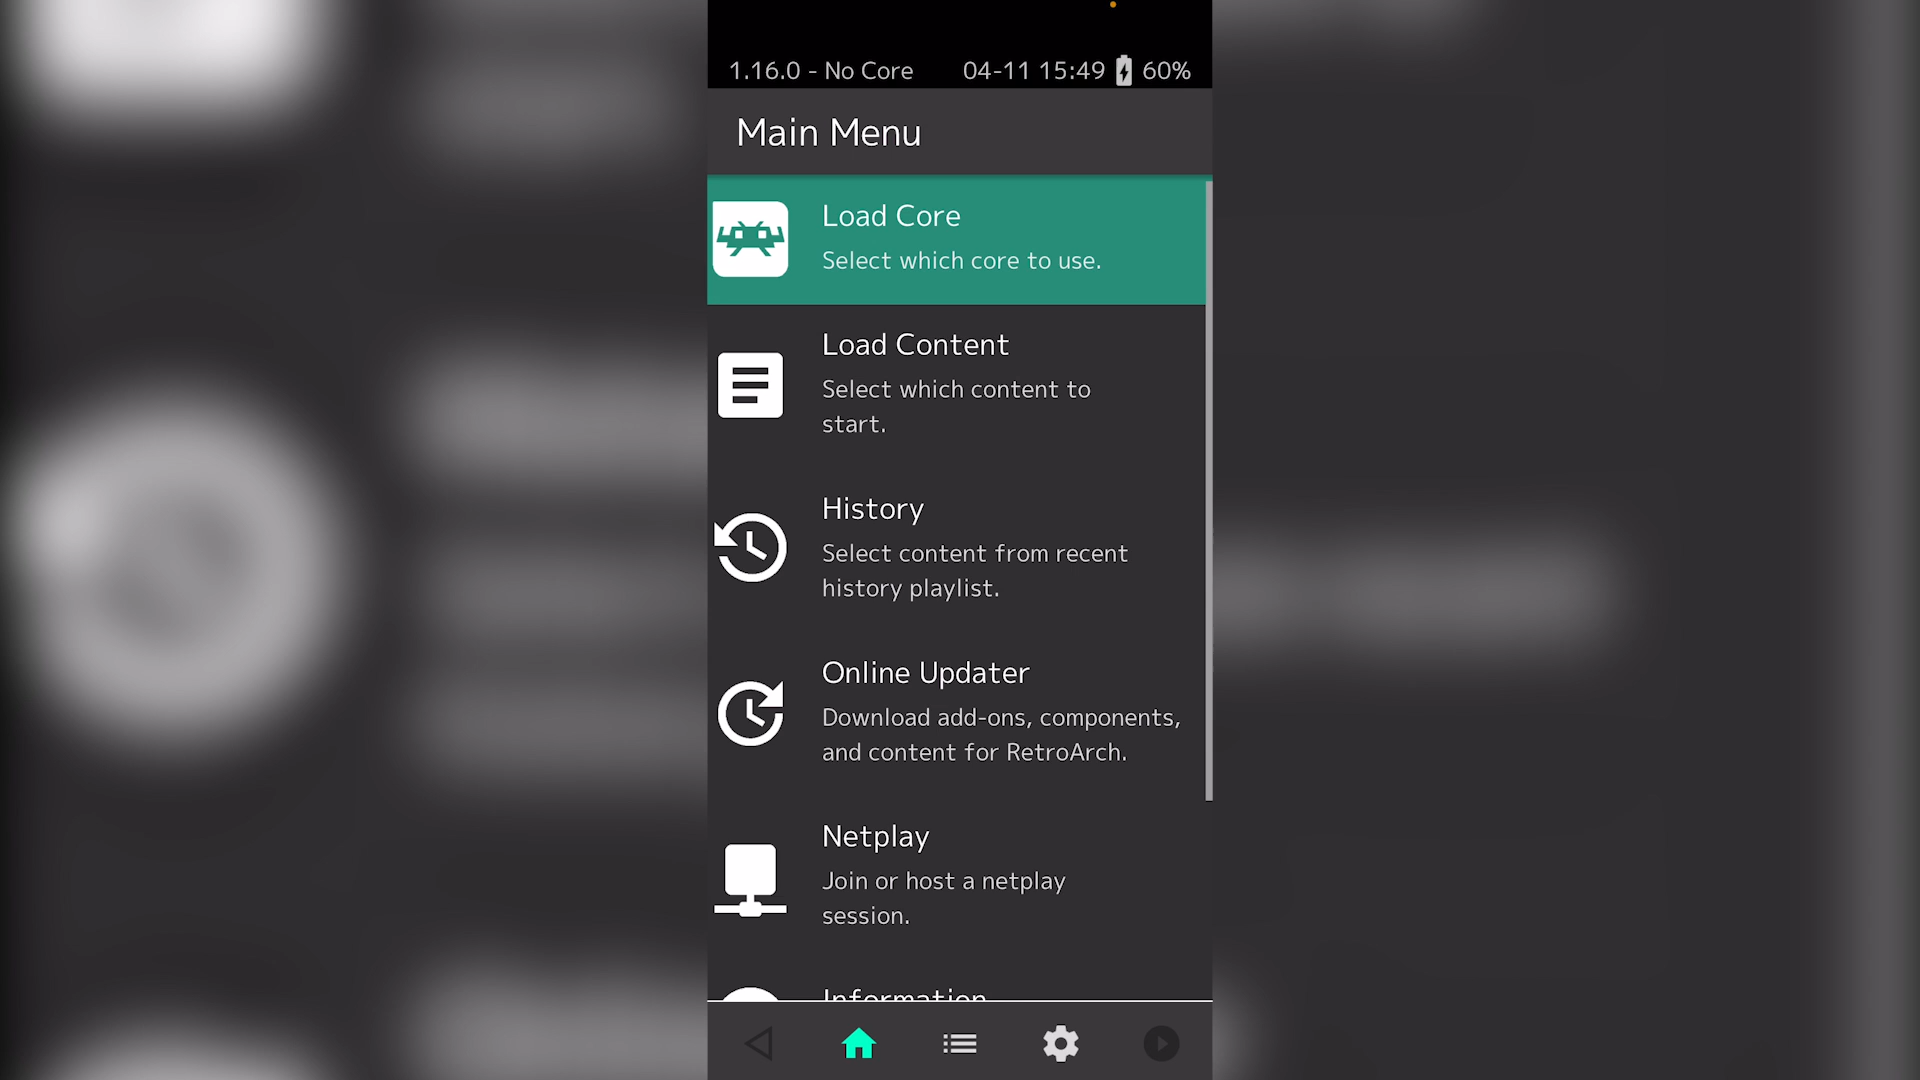 1.16.0 - No Core 04-11 15:49 60%
Main Menu
Load Core
Select which core to use.
Load Content
Select which content to
start.
History
Select content from recent
history playlist.
Online Updater
Download add-ons, components,
and content for RetroArch.
Netplay
Join or host a netplay
session.
Information